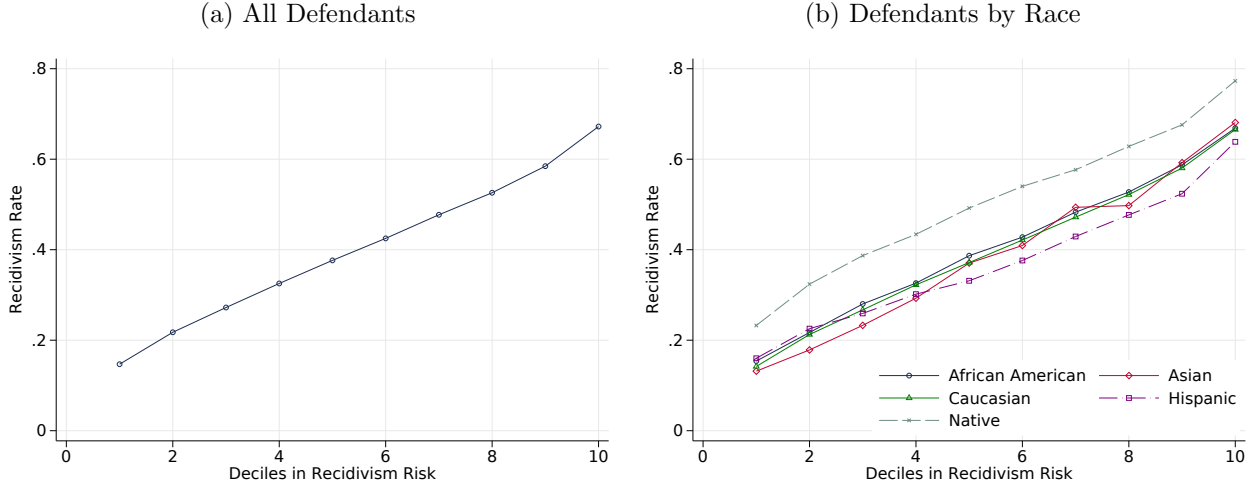 (a) All Defendants
.8
.6
.4
.2
0
Recidivism Rate
0 2 4 6 8 10
Deciles in Recidivism Risk
(b) Defendants by Race
.8
.6
.4
.2
0
Recidivism Rate
African American Asian
Caucasian Hispanic
Native
0 2 4 6 8 10
Deciles in Recidivism Risk